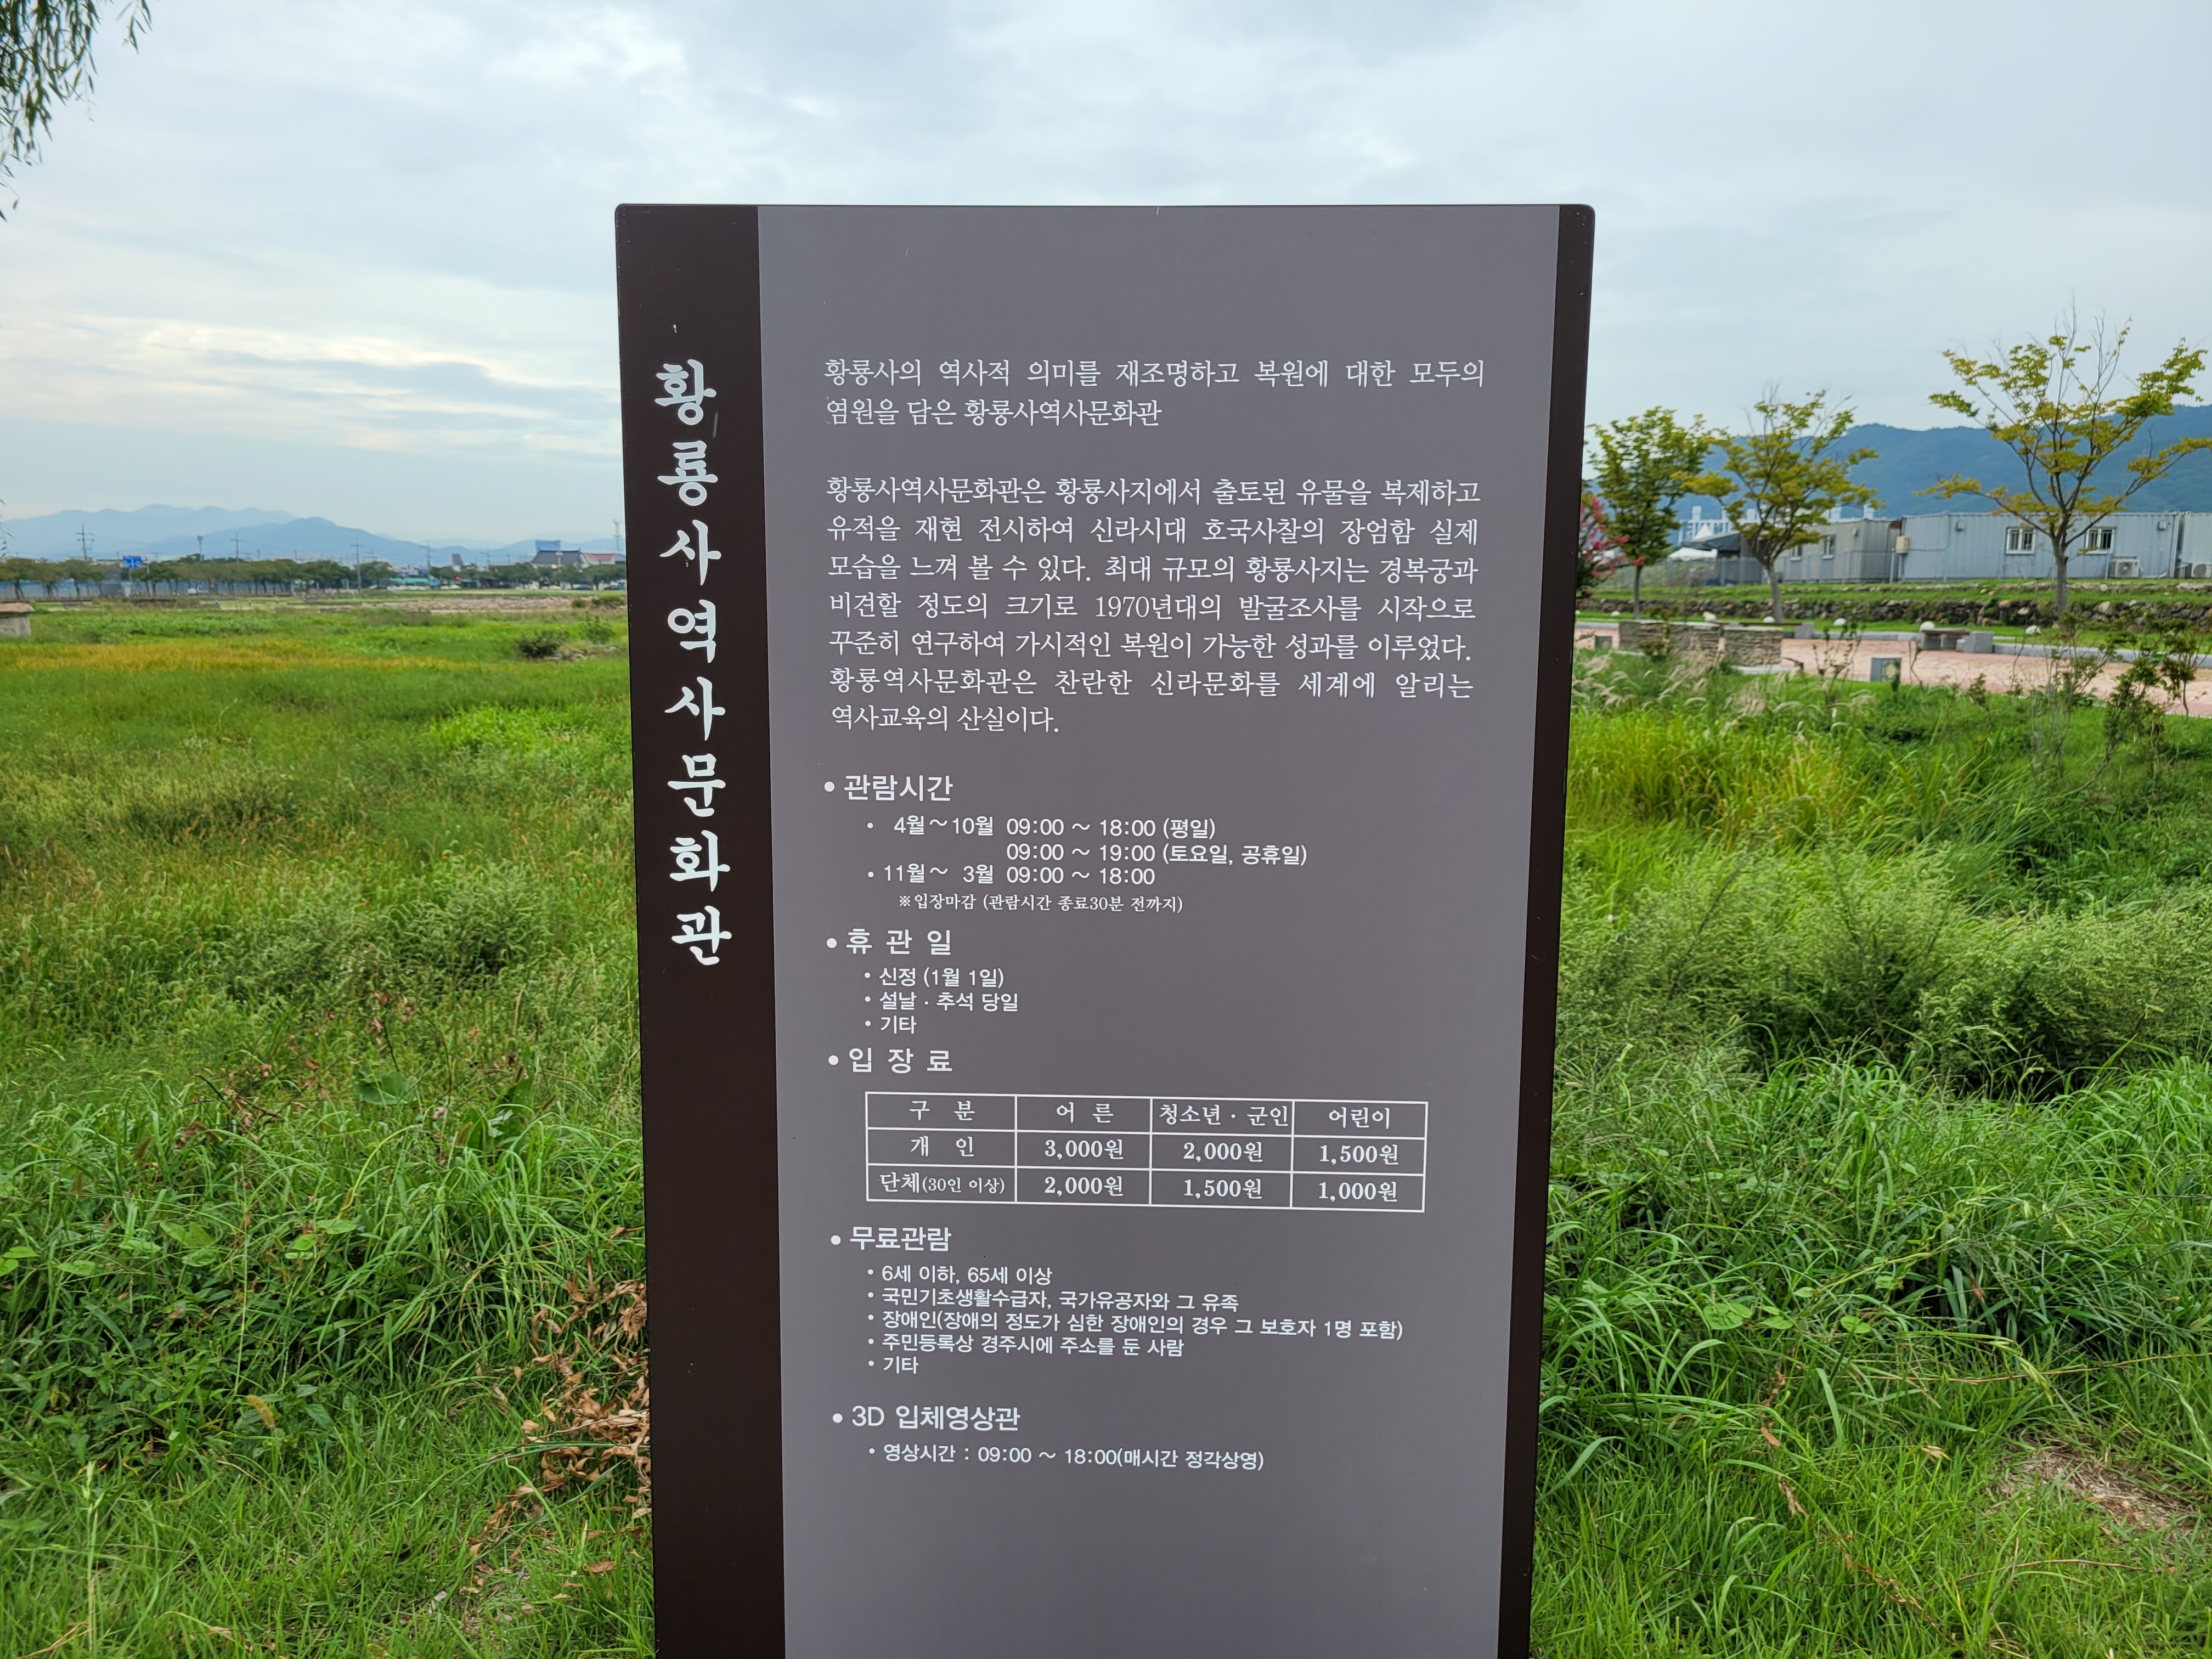 황룡사역사문화관
황룡사의 역사적 의미를 재조명하고 복원에 대한 모두의
염원을 담은 황룡사역사문화관
황룡사역사문화관은 황룡사지에서 출토된 유물을 복제하고
유적을 재현 전시하여 신라시대 호국사찰의 장엄함 실제
모습을 느껴 볼 수 있다. 최대 규모의 황룡사지는 경복궁과
비견할 정도의 크기로 1970년대의 발굴조사를 시작으로
꾸준히 연구하여 가시적인 복원이 가능한 성과를 이루었다.
황룡역사문화관은 찬란한 신라문화를 세계에 알리는
역사교육의 산실이다.
• 관람시간
• 4월~10월 09:00 ~ 18:00 (평일)
09:00 ~ 19:00 (토요일, 공휴일)
• 11월~ 3월 09:00 ~ 18:00
※입장마감 (관람시간 종료30분 전까지)
• 휴 관 일
• 신정 (1월 1일)
• 설날 · 추석 당일
• 기타
• 입 장 료
구 분 어 른 청소년 · 군인 어린이
개 인 3,000원 2,000원 1,500원
단체(30인 이상) 2,000원 1,500원 1,000원
• 무료관람
• 6세 이하, 65세 이상
• 국민기초생활수급자, 국가유공자와 그 유족
• 장애인(장애의 정도가 심한 장애인의 경우 그 보호자 1명 포함)
• 주민등록상 경주시에 주소를 둔 사람
• 기타
• 3D 입체영상관
• 영상시간 : 09:00 ~ 18:00(매시간 정각상영)